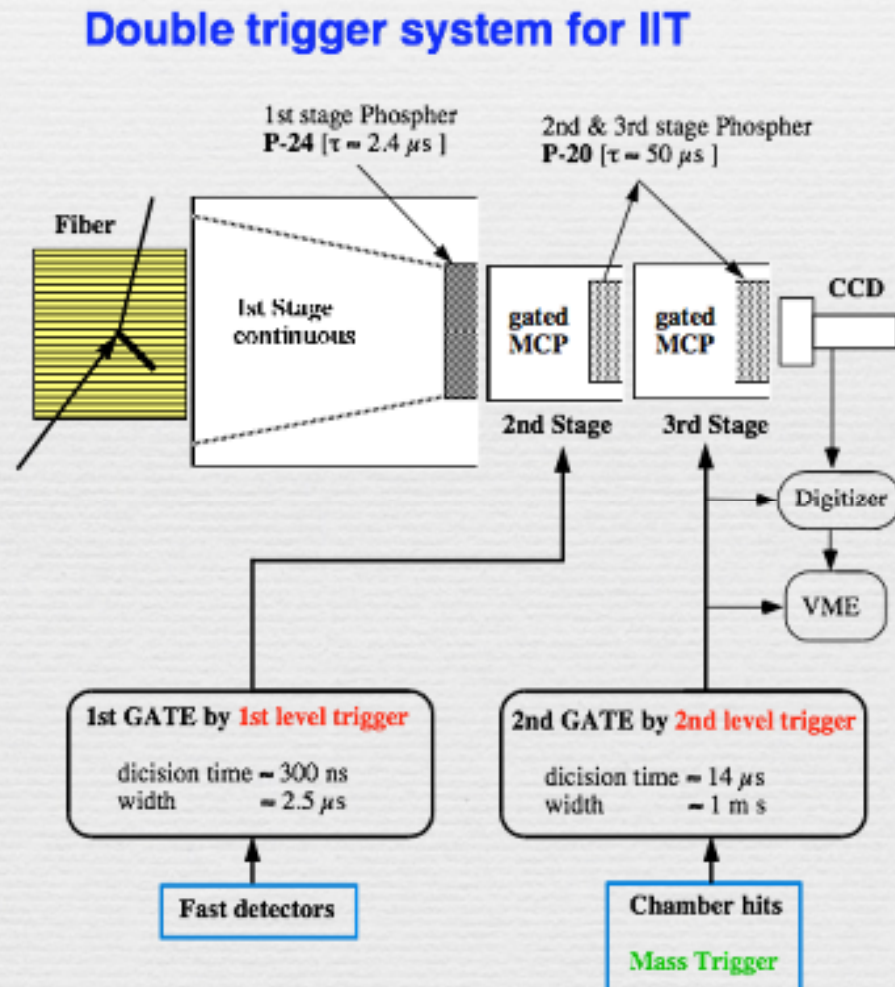 Double trigger system for IIT
1st stage Phospher
P-24 [τ ~ 2.4 μs ]
2nd & 3rd stage Phospher
P-20 [τ ~ 50 μs ]
Fiber
1st Stage
continuous
gated
MCP
gated
MCP
CCD
2nd Stage
3rd Stage
Digitizer
VME
1st GATE by 1st level trigger
dicision time ~ 300 ns
width ~ 2.5 μs
2nd GATE by 2nd level trigger
dicision time ~ 14 μs
width ~ 1 m s
Fast detectors
Chamber hits
Mass Trigger